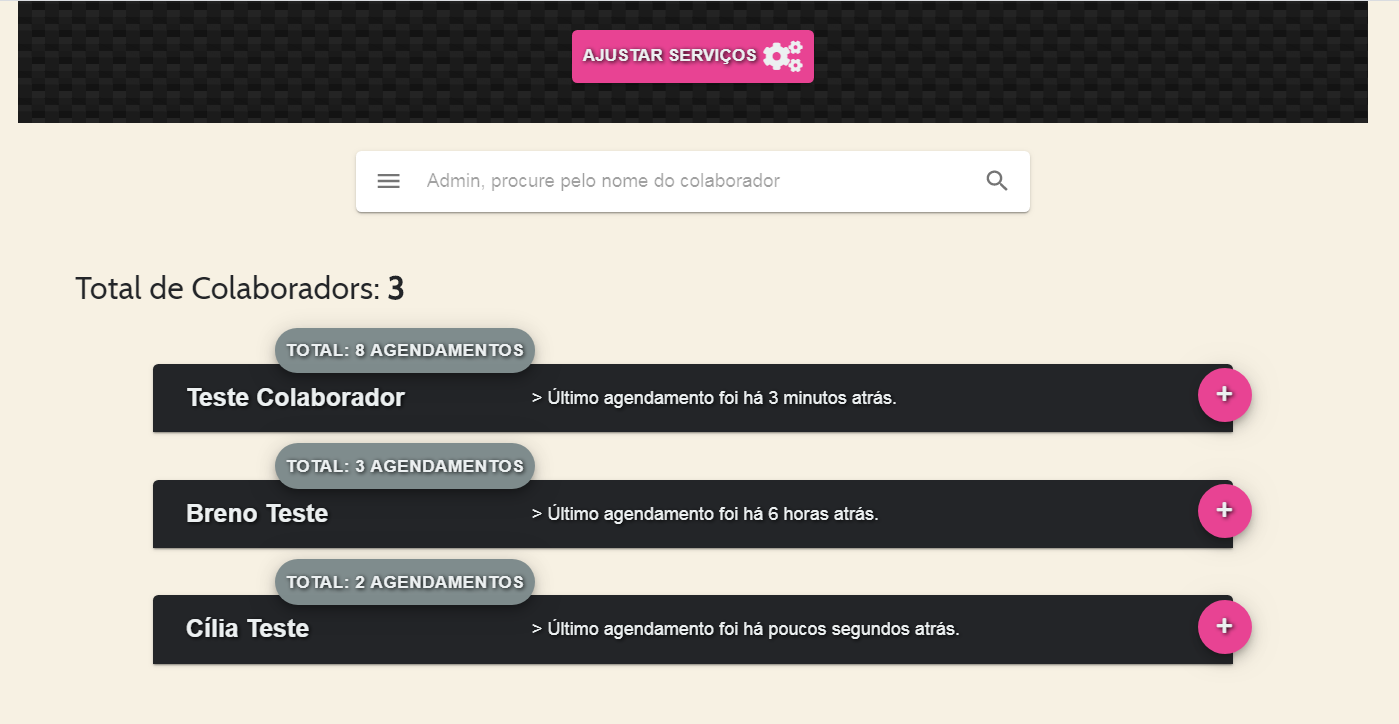 AJUSTAR SERVIÇOS
Admin, procure pelo nome do colaborador
Total de Colaboradors: 3
TOTAL: 8 AGENDAMENTOS
Teste Colaborador > Último agendamento foi há 3 minutos atrás. +
TOTAL: 3 AGENDAMENTOS
Breno Teste > Último agendamento foi há 6 horas atrás. +
TOTAL: 2 AGENDAMENTOS
Cília Teste > Último agendamento foi há poucos segundos atrás. +